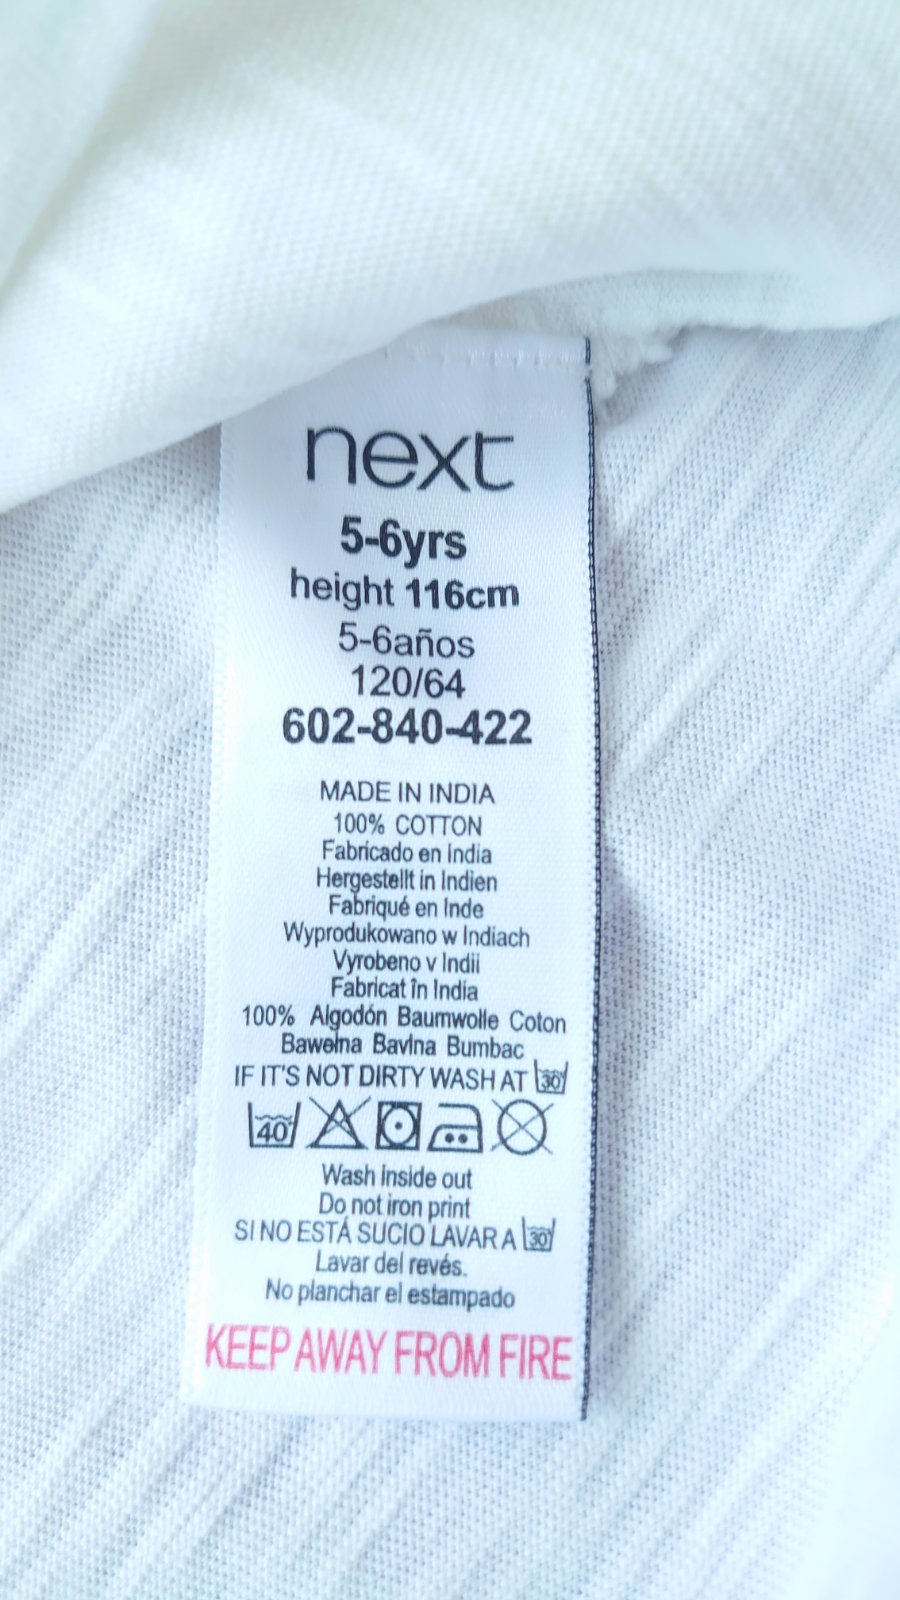 next
5-6yrs
height 116cm
5-6años
120/64
602-840-422
MADE IN INDIA
100% COTTON
Fabricado en India
Hergestellt in Indien
Fabriqué en Inde
Wyprodukowano w Indiach
Vyrobeno v Indii
Fabricat în India
100% Algodón Baumwolle Coton
Bawełna Bavlna Bumbac
IF IT'S NOT DIRTY WASH AT 30
40
Wash inside out
Do not iron print
SI NO ESTÁ SUCIO LAVAR A 30
Lavar del revés.
No planchar el estampado
KEEP AWAY FROM FIRE